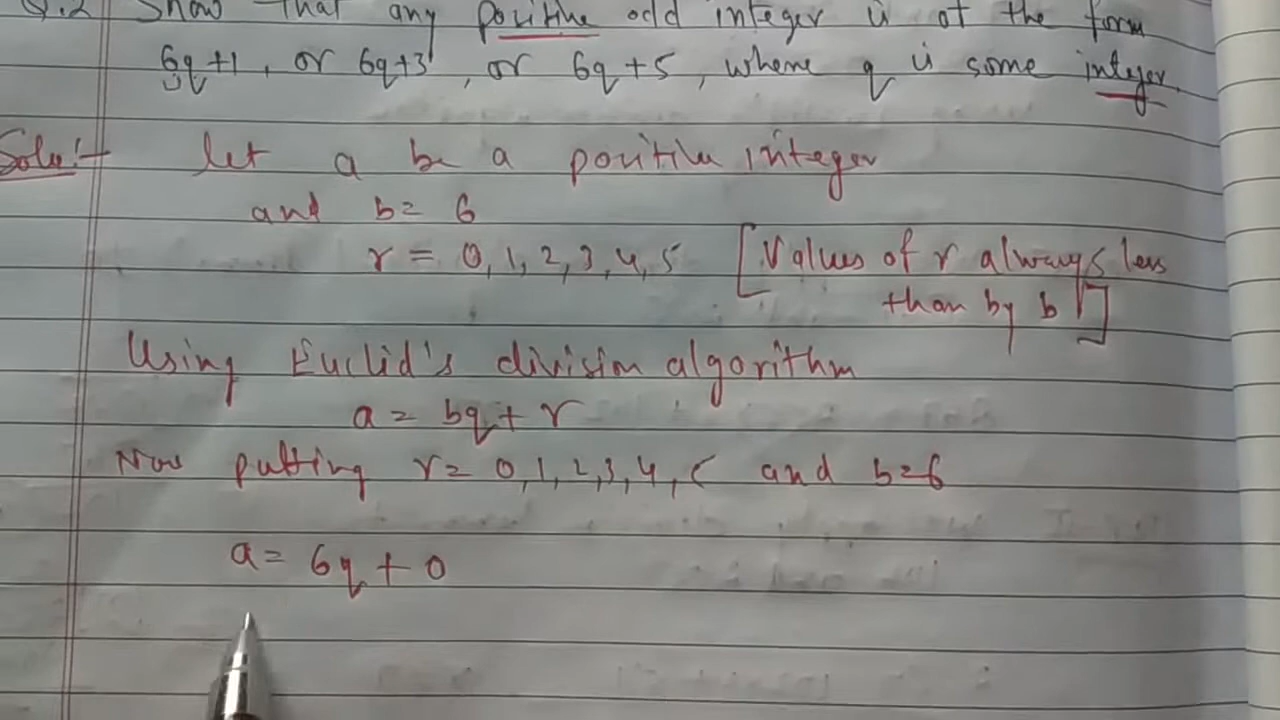 Q.2 Show that any positive odd integer is of the form
6q+1, or 6q+3, or 6q+5, where q is some integer.
Solu:- let a be a positive integer
and b= 6
r = 0,1,2,3,4,5 [Values of r always less
than by b]
Using Euclid's division algorithm
a = bq + r
Now putting r= 0,1,2,3,4,5 and b=6
a = 6q + 0